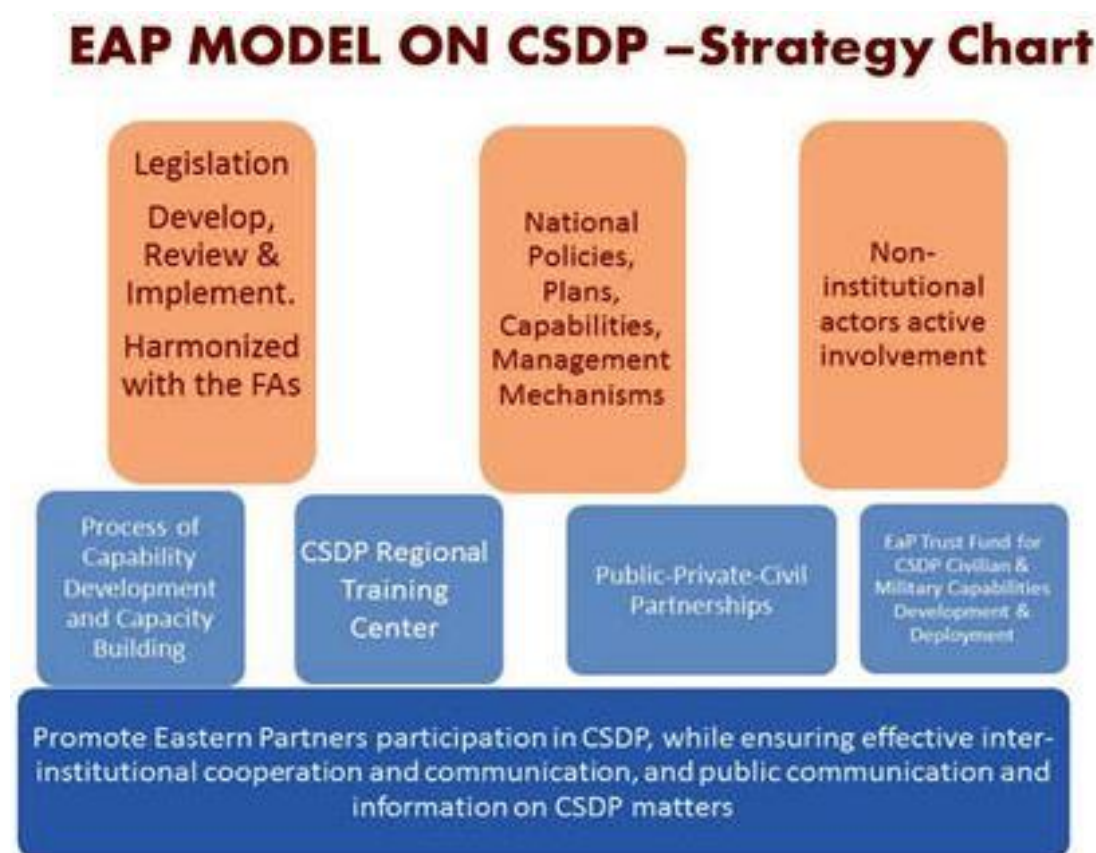 EAP MODEL ON CSDP –Strategy Chart
Legislation
Develop,
Review &
Implement.
Harmonized
with the FAs
National
Policies,
Plans,
Capabilities,
Management
Mechanisms
Non-
institutional
actors active
involvement
Process of
Capability
Development
and Capacity
Building
CSDP Regional
Training
Center
Public-Private-Civil
Partnerships
EaP Trust Fund for
CSDP Civilian &
Military Capabilities
Development &
Deployment
Promote Eastern Partners participation in CSDP, while ensuring effective inter-
institutional cooperation and communication, and public communication and
information on CSDP matters